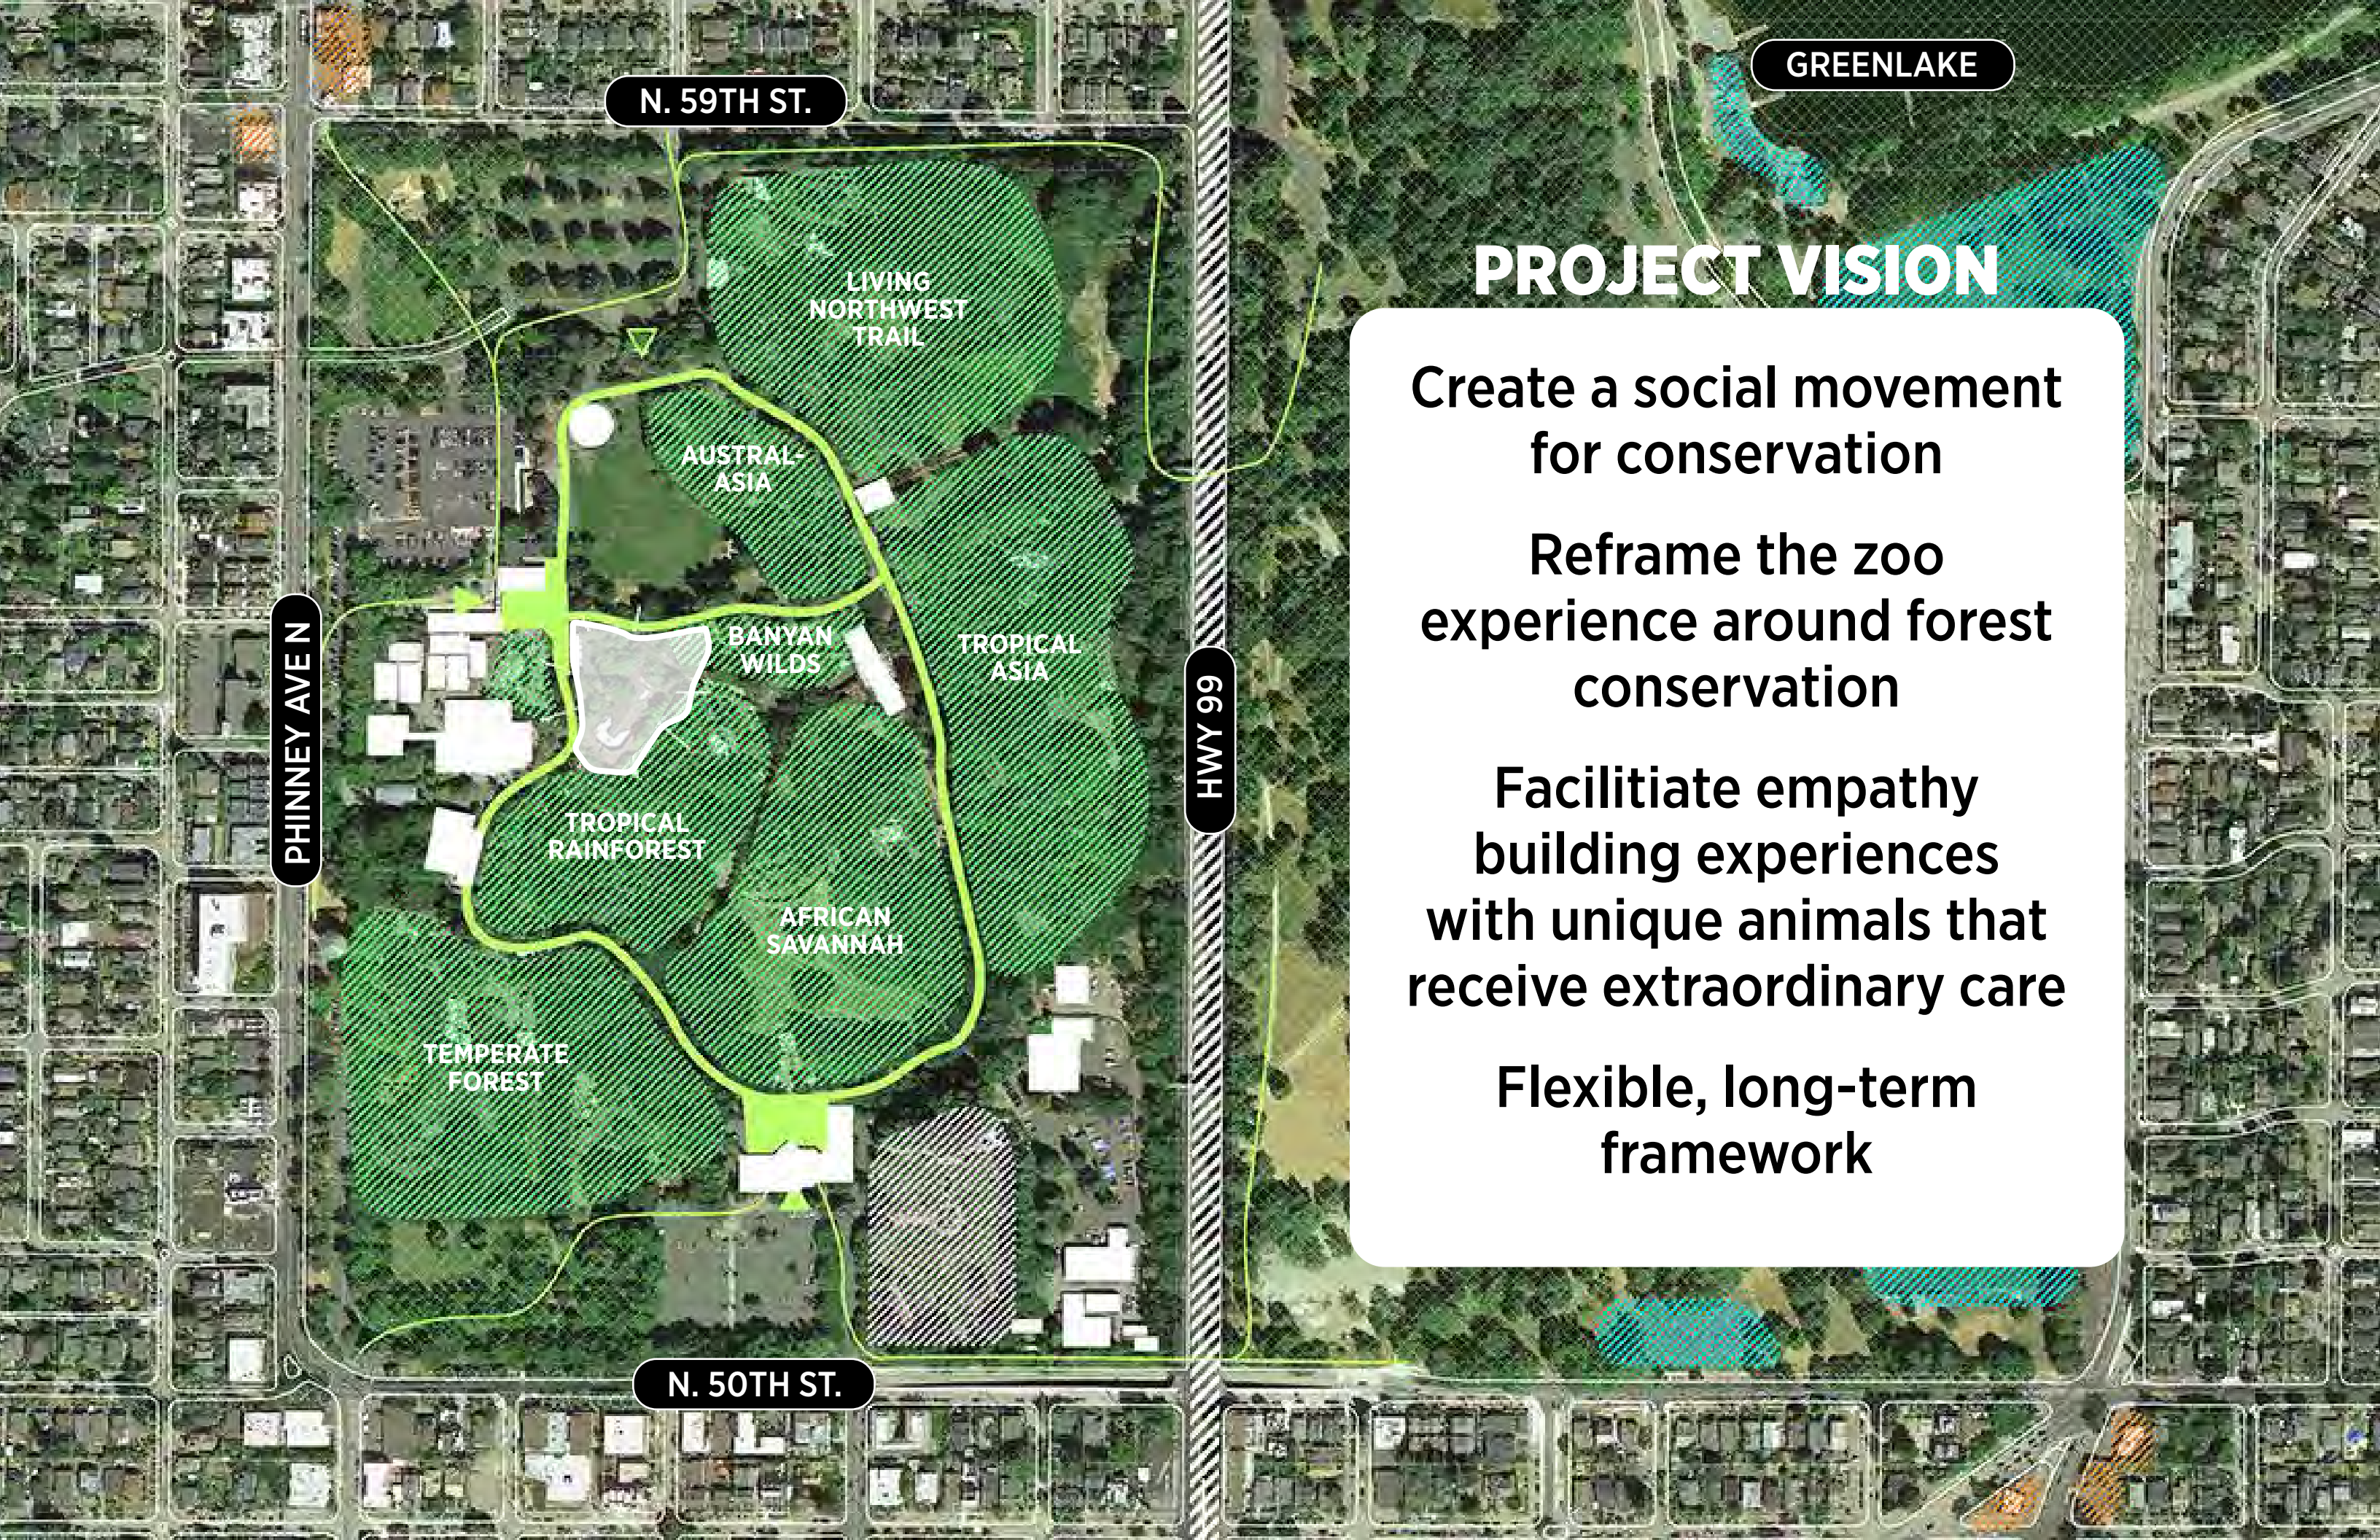 GREENLAKE
N. 59TH ST.
PROJECT VISION
LIVING
NORTHWEST
TRAIL
Create a social movement
for conservation
AUSTRAL-
ASIA
Reframe the zoo
experience around forest
conservation
PHINNEY AVE N
BANYAN
WILDS
TROPICAL
ASIA
HWY 99
Facilitiate empathy
building experiences
with unique animals that
receive extraordinary care
TROPICAL
RAINFOREST
AFRICAN
SAVANNAH
TEMPERATE
FOREST
Flexible, long-term
framework
N. 50TH ST.